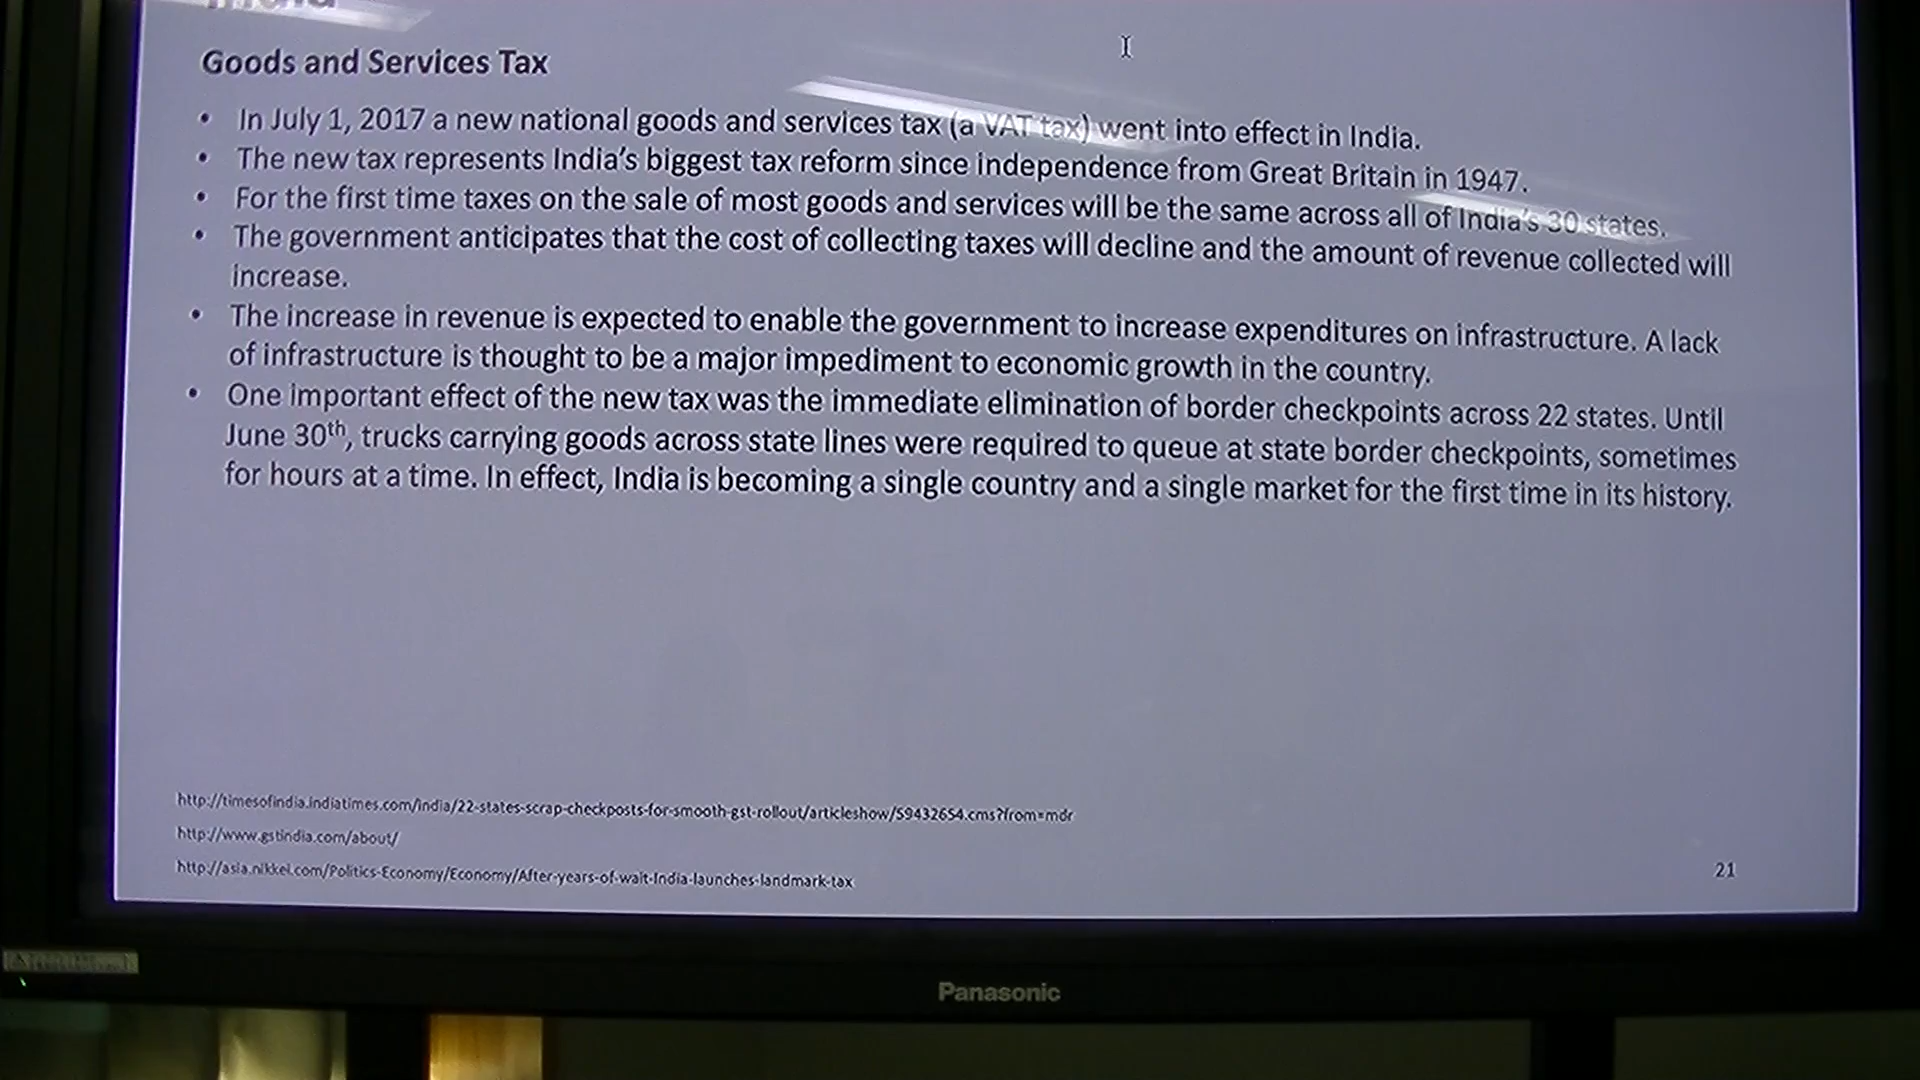 Goods and Services Tax
• In July 1, 2017 a new national goods and services tax (a VAT tax) went into effect in India.
• The new tax represents India's biggest tax reform since independence from Great Britain in 1947.
• For the first time taxes on the sale of most goods and services will be the same across all of India's 30 states.
• The government anticipates that the cost of collecting taxes will decline and the amount of revenue collected will
increase.
• The increase in revenue is expected to enable the government to increase expenditures on infrastructure. A lack
of infrastructure is thought to be a major impediment to economic growth in the country.
• One important effect of the new tax was the immediate elimination of border checkpoints across 22 states. Until
June 30th, trucks carrying goods across state lines were required to queue at state border checkpoints, sometimes
for hours at a time. In effect, India is becoming a single country and a single market for the first time in its history.
http://timesofindia.indiatimes.com/india/22-states-scrap-checkposts-for-smooth-gst-rollout/articleshow/59432654.cms?from=mdr
http://www.gstindia.com/about/
http://asia.nikkei.com/Politics-Economy/Economy/After-years-of-wait-India-launches-landmark-tax
21
Panasonic